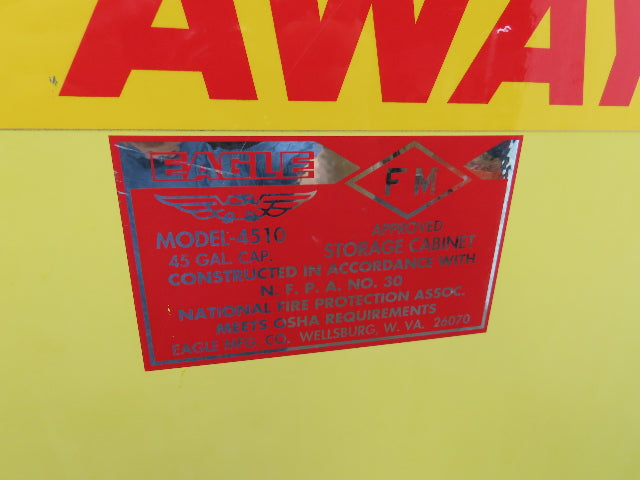 AWAY
EAGLE
FM
MODEL-4510
APPROVED
45 GAL. CAP.
STORAGE CABINET
CONSTRUCTED IN ACCORDANCE WITH
N. F. P. A. NO. 30
NATIONAL FIRE PROTECTION ASSOC.
MEETS OSHA REQUIREMENTS
EAGLE MFG. CO. WELLSBURG, W. VA. 26070